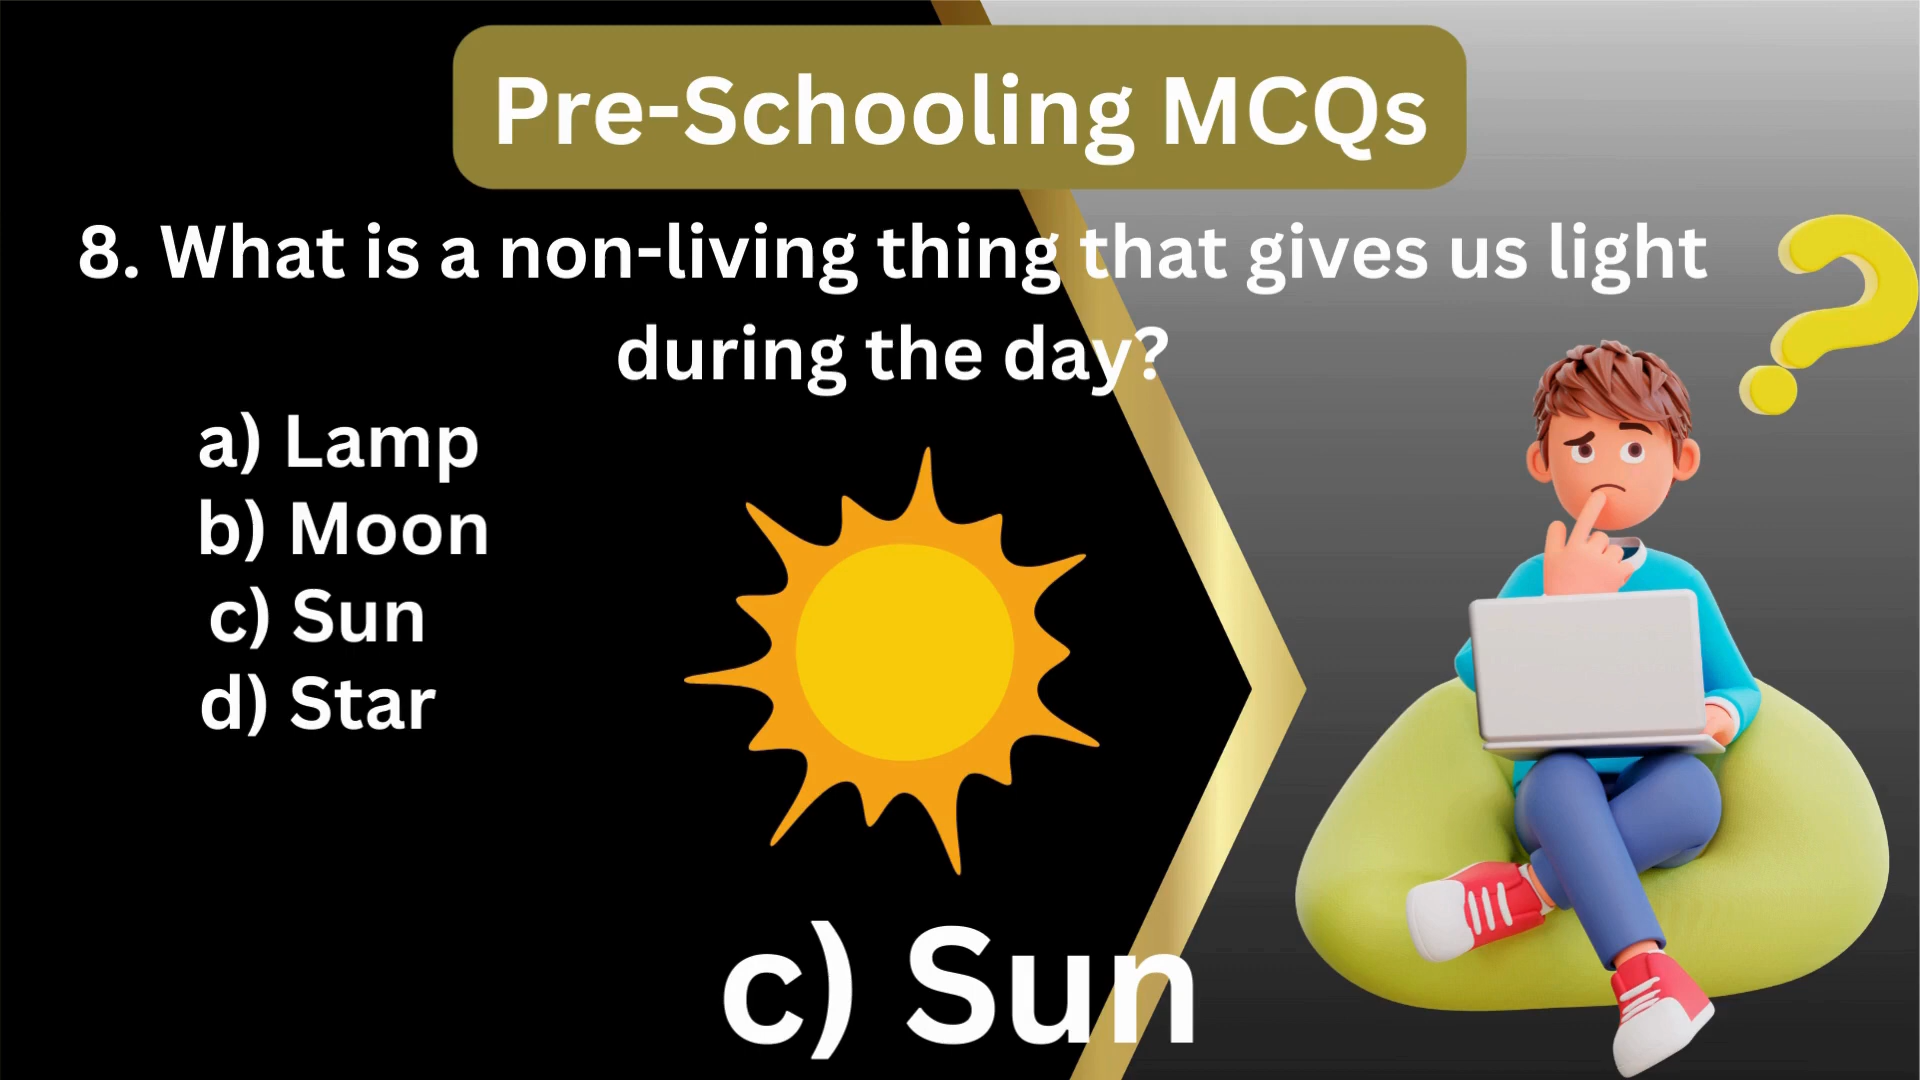 Pre-Schooling MCQs
8. What is a non-living thing that gives us light
during the day?
a) Lamp
b) Moon
c) Sun
d) Star
c) Sun